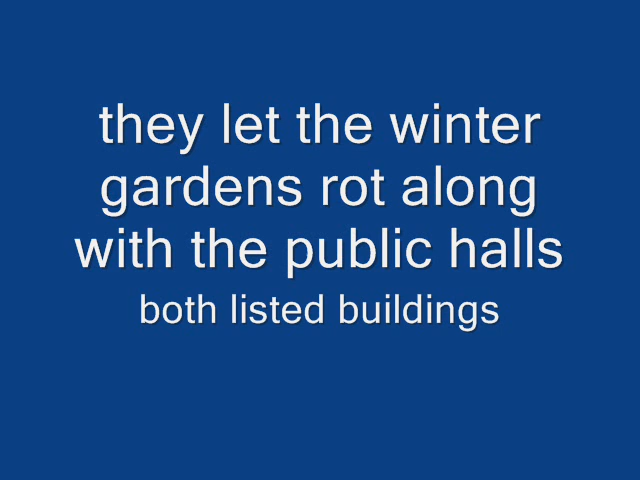 they let the winter
gardens rot along
with the public halls
both listed buildings